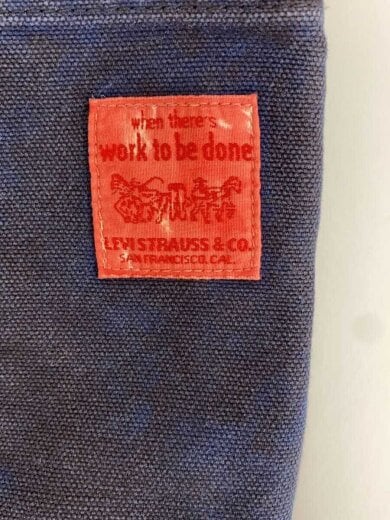 when there's
work to be done
LEVI STRAUSS & CO.
SAN FRANCISCO, CAL.